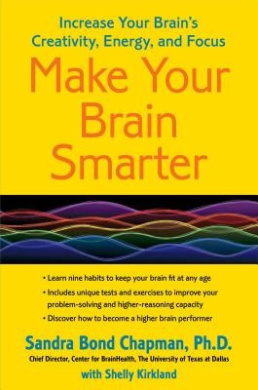 Increase Your Brain's
Creativity, Energy, and Focus
Make Your
Brain
Smarter
• Learn nine habits to keep your brain fit at any age
• Includes unique tests and exercises to improve your
problem-solving and higher-reasoning capacity
• Discover how to become a higher brain performer
Sandra Bond Chapman, Ph.D.
Chief Director, Center for BrainHealth, The University of Texas at Dallas
with Shelly Kirkland